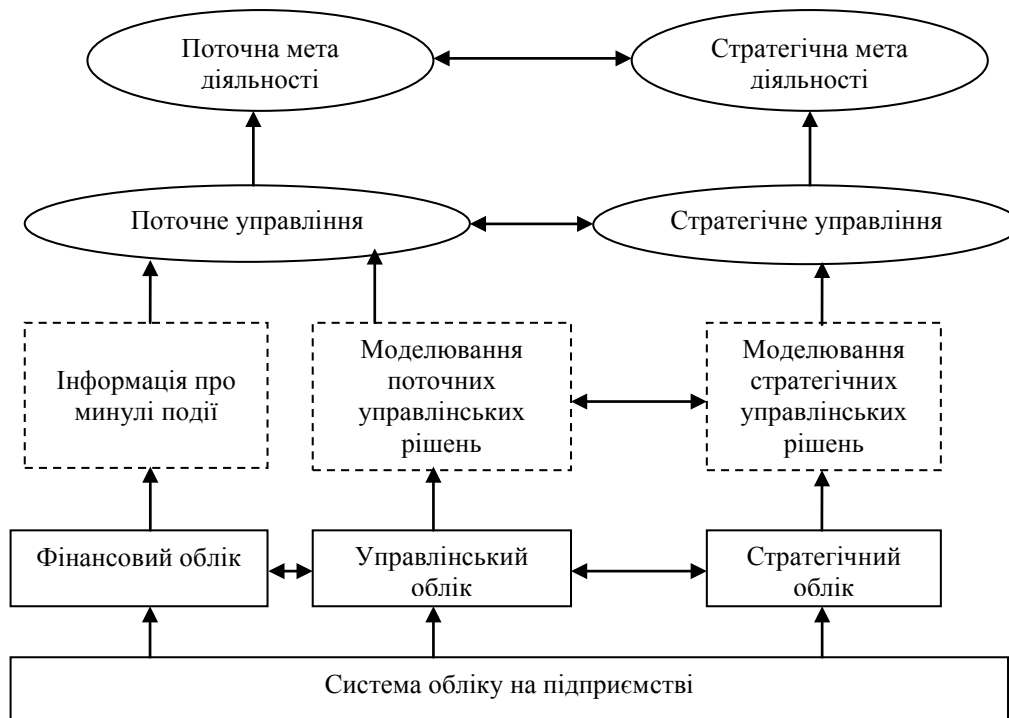 Поточна мета
діяльності
Стратегічна мета
діяльності
Поточне управління
Стратегічне управління
Інформація про
минулі події
Моделювання
поточних
управлінських
рішень
Моделювання
стратегічних
управлінських
рішень
Фінансовий облік
Управлінський
облік
Стратегічний
облік
Система обліку на підприємстві